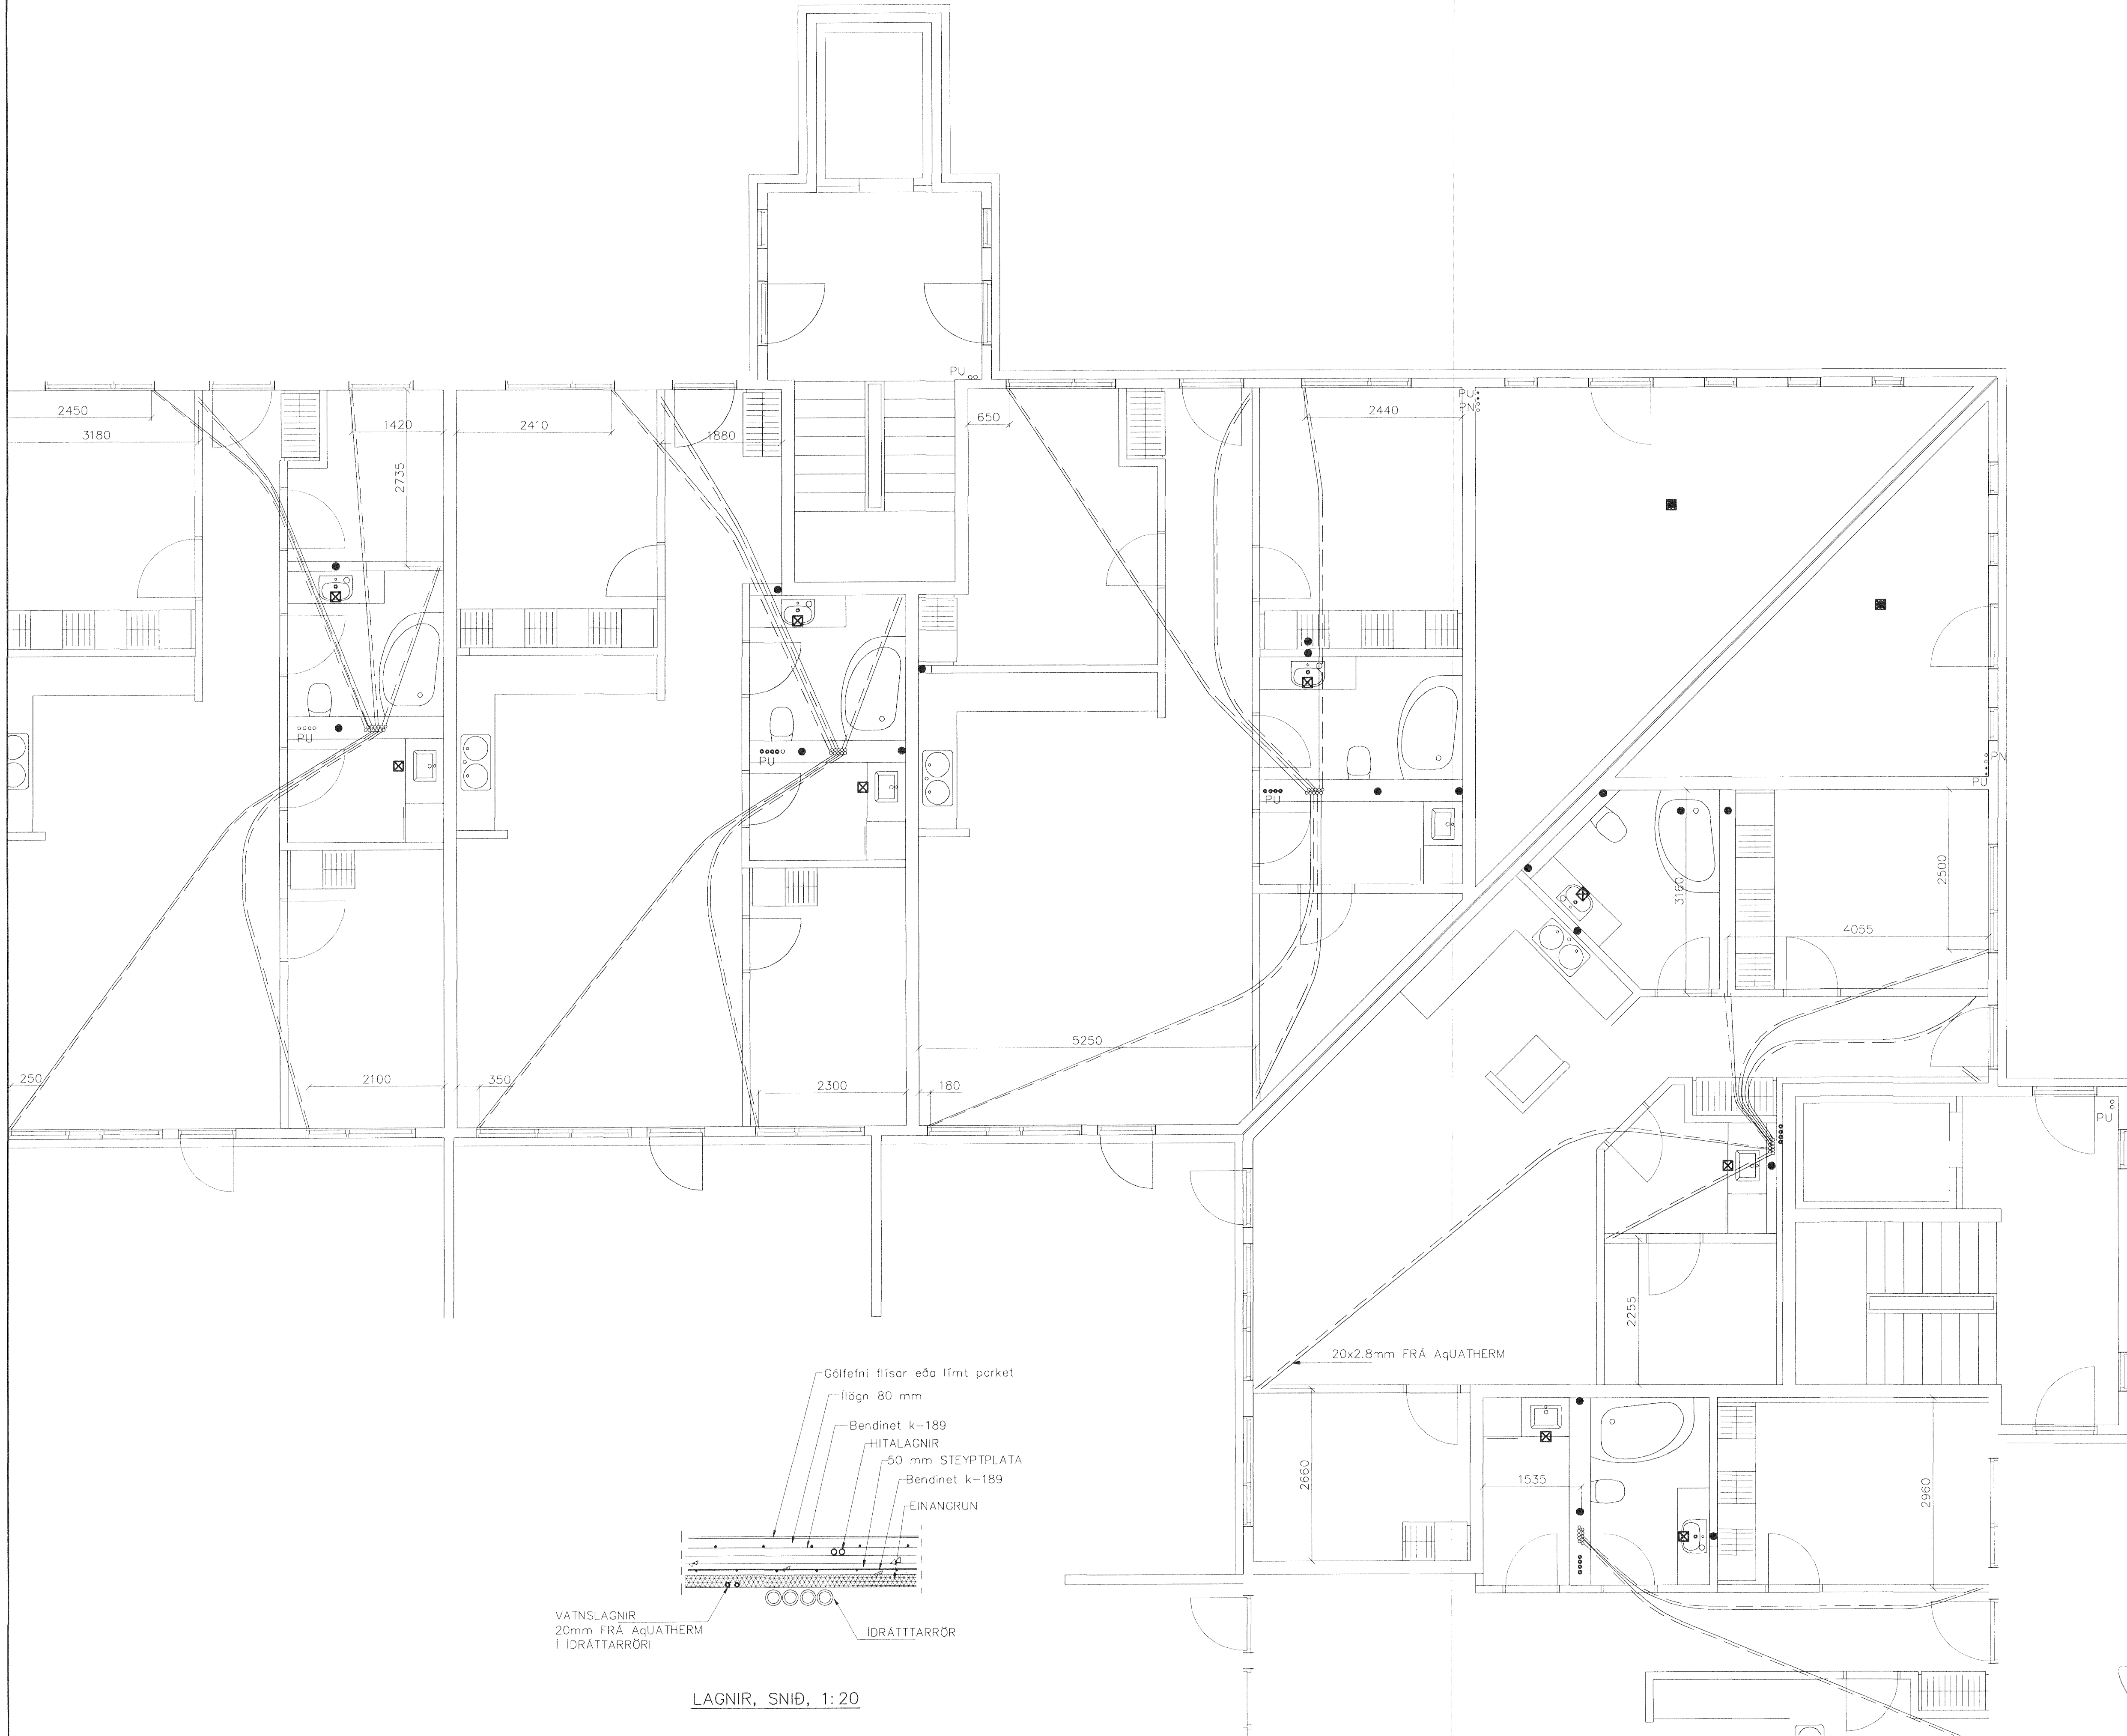 PU
2450
3180
1420
2735
2410
1880
650
2440
PU
PN
PU
PU
PU
PN
PU
2500
3160
4055
5250
250
2100
350
2300
180
PU
2255
20x2.8mm FRÁ AqUATHERM
2660
1535
2960
Gólfefni flísar eða límt parket
Ílögn 80 mm
Bendinet k-189
HITALAGNIR
50 mm STEYPTPLATA
Bendinet k-189
EINANGRUN
VATNSLAGNIR
20mm FRÁ AqUATHERM
Í ÍDRÁTTARRÖRI
ÍDRÁTTTARRÖR
LAGNIR, SNIÐ, 1:20